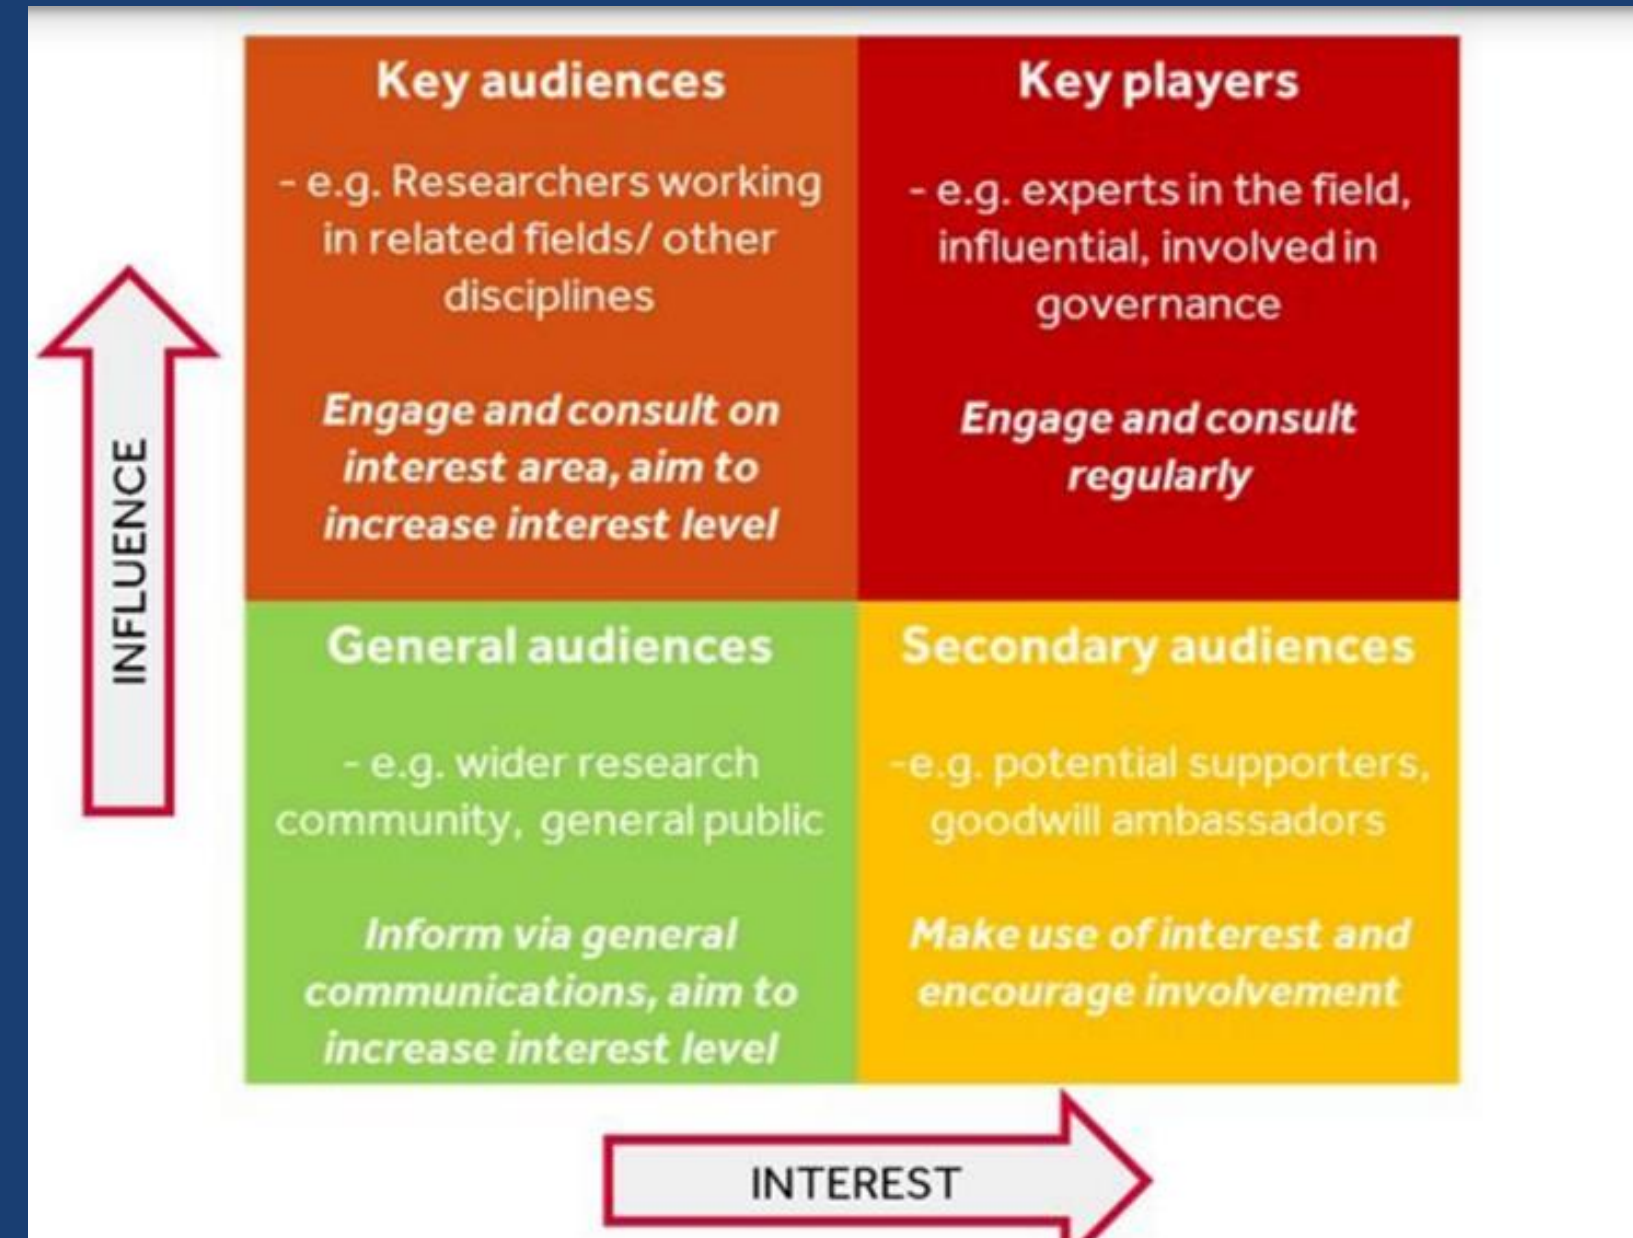 Key audiences
- e.g. Researchers working
in related fields/ other
disciplines
Engage and consult on
interest area, aim to
increase interest level
Key players
- e.g. experts in the field,
influential, involved in
governance
Engage and consult
regularly
INFLUENCE
General audiences
- e.g. wider research
community, general public
Inform via general
communications, aim to
increase interest level
Secondary audiences
-e.g. potential supporters,
goodwill ambassadors
Make use of interest and
encourage involvement
INTEREST